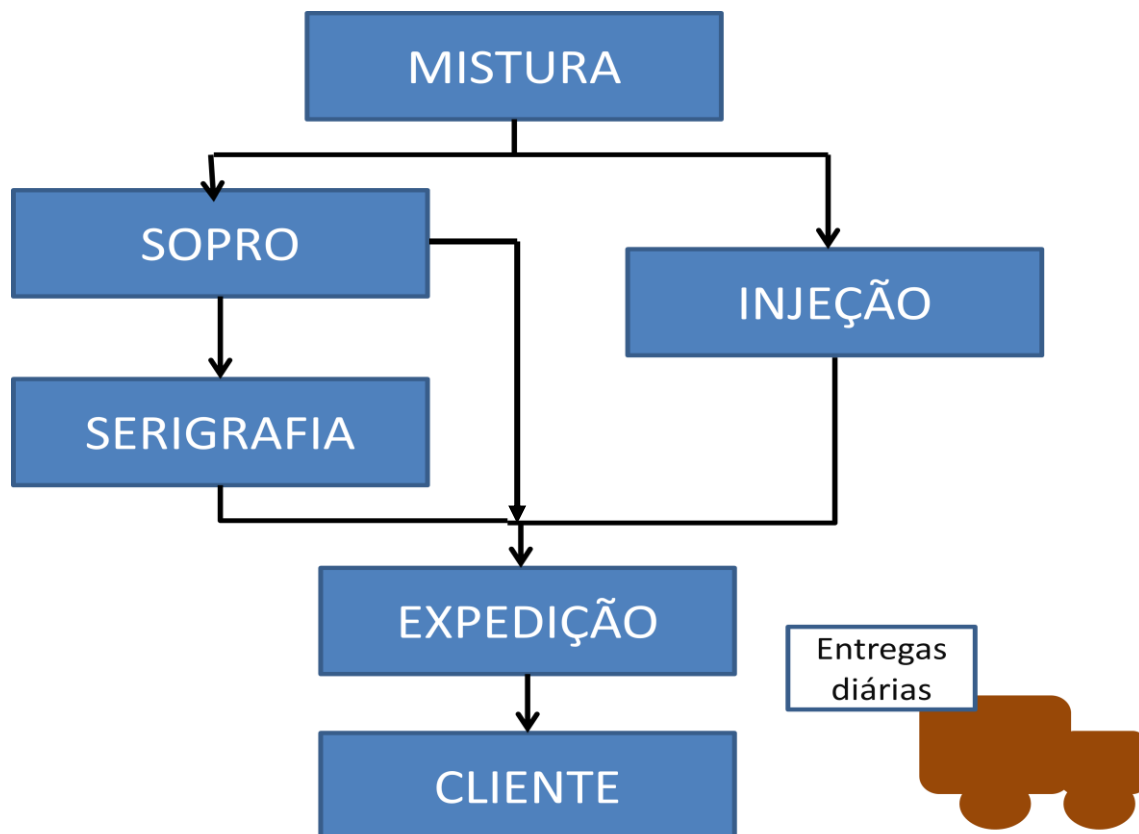 MISTURA
SOPRO
INJEÇÃO
SERIGRAFIA
EXPEDIÇÃO
Entregas
diárias
CLIENTE